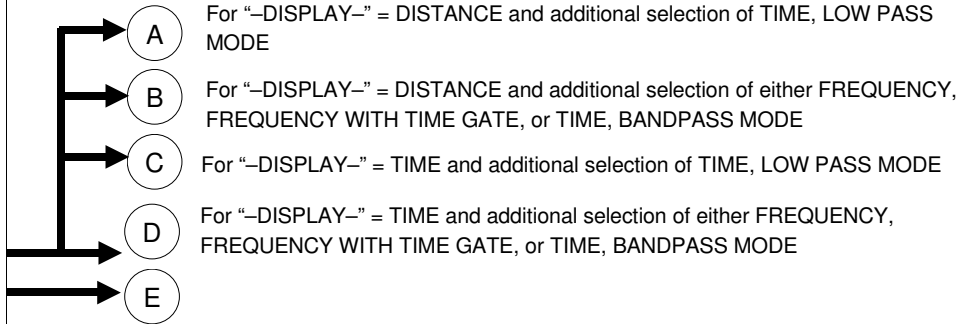 A
For “–DISPLAY–” = DISTANCE and additional selection of TIME, LOW PASS
MODE
B
For “–DISPLAY–” = DISTANCE and additional selection of either FREQUENCY,
FREQUENCY WITH TIME GATE, or TIME, BANDPASS MODE
C
For “–DISPLAY–” = TIME and additional selection of TIME, LOW PASS MODE
D
For “–DISPLAY–” = TIME and additional selection of either FREQUENCY,
FREQUENCY WITH TIME GATE, or TIME, BANDPASS MODE
E